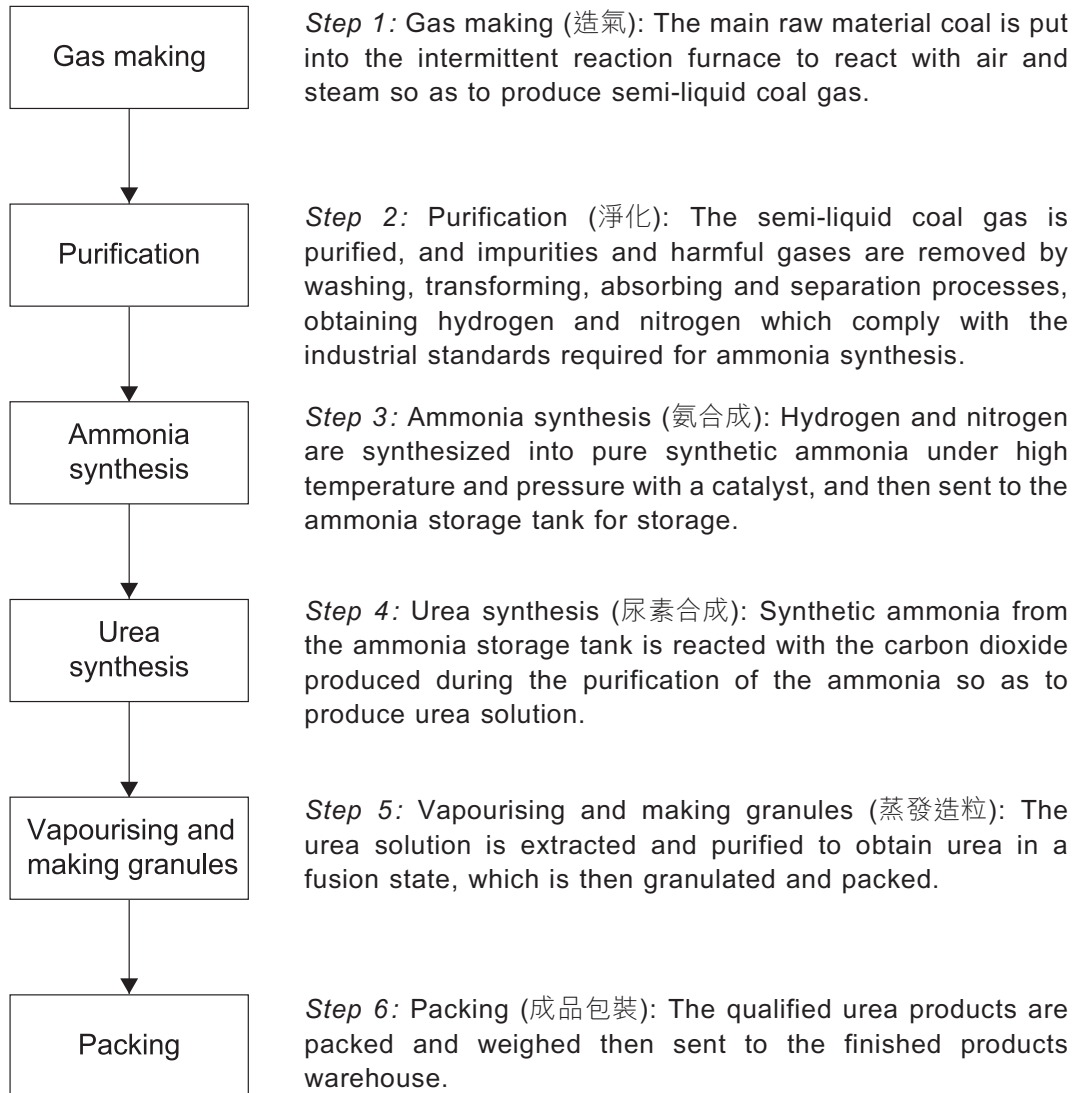 Gas making
Step 1: Gas making (造氣): The main raw material coal is put
into the intermittent reaction furnace to react with air and
steam so as to produce semi-liquid coal gas.
Purification
Step 2: Purification (淨化): The semi-liquid coal gas is
purified, and impurities and harmful gases are removed by
washing, transforming, absorbing and separation processes,
obtaining hydrogen and nitrogen which comply with the
industrial standards required for ammonia synthesis.
Ammonia
synthesis
Step 3: Ammonia synthesis (氨合成): Hydrogen and nitrogen
are synthesized into pure synthetic ammonia under high
temperature and pressure with a catalyst, and then sent to the
ammonia storage tank for storage.
Urea
synthesis
Step 4: Urea synthesis (尿素合成): Synthetic ammonia from
the ammonia storage tank is reacted with the carbon dioxide
produced during the purification of the ammonia so as to
produce urea solution.
Vapourising and
making granules
Step 5: Vapourising and making granules (蒸發造粒): The
urea solution is extracted and purified to obtain urea in a
fusion state, which is then granulated and packed.
Packing
Step 6: Packing (成品包裝): The qualified urea products are
packed and weighed then sent to the finished products
warehouse.